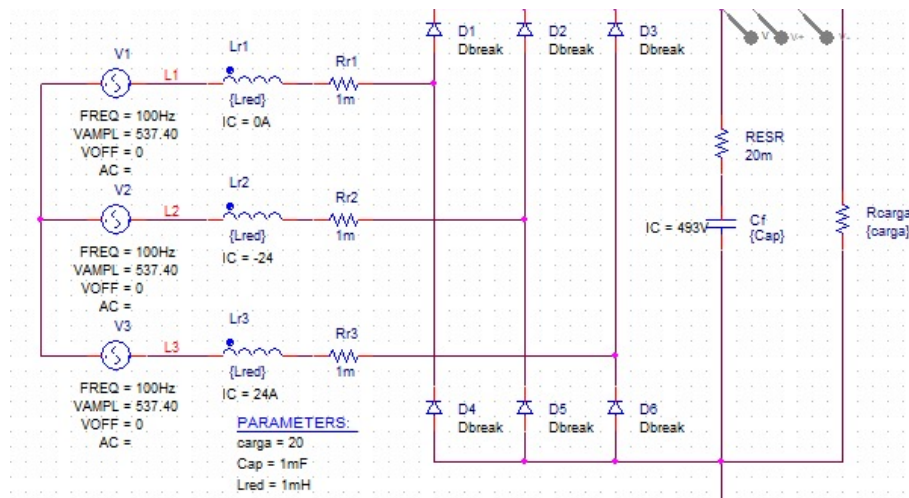 D1
Dbreak
D2
Dbreak
D3
Dbreak
V
V+
V-
V1
L1
Lr1
{Lred}
IC = 0A
Rr1
1m
FREQ = 100Hz
VAMPL = 537.40
VOFF = 0
AC =
RESR
20m
V2
L2
Lr2
{Lred}
IC = -24
Rr2
1m
IC = 493V
Cf
{Cap}
Rcarga
{carga}
FREQ = 100Hz
VAMPL = 537.40
VOFF = 0
AC =
V3
L3
Lr3
{Lred}
IC = 24A
Rr3
1m
FREQ = 100Hz
VAMPL = 537.40
VOFF = 0
AC =
PARAMETERS:
carga = 20
Cap = 1mF
Lred = 1mH
D4
Dbreak
D5
Dbreak
D6
Dbreak